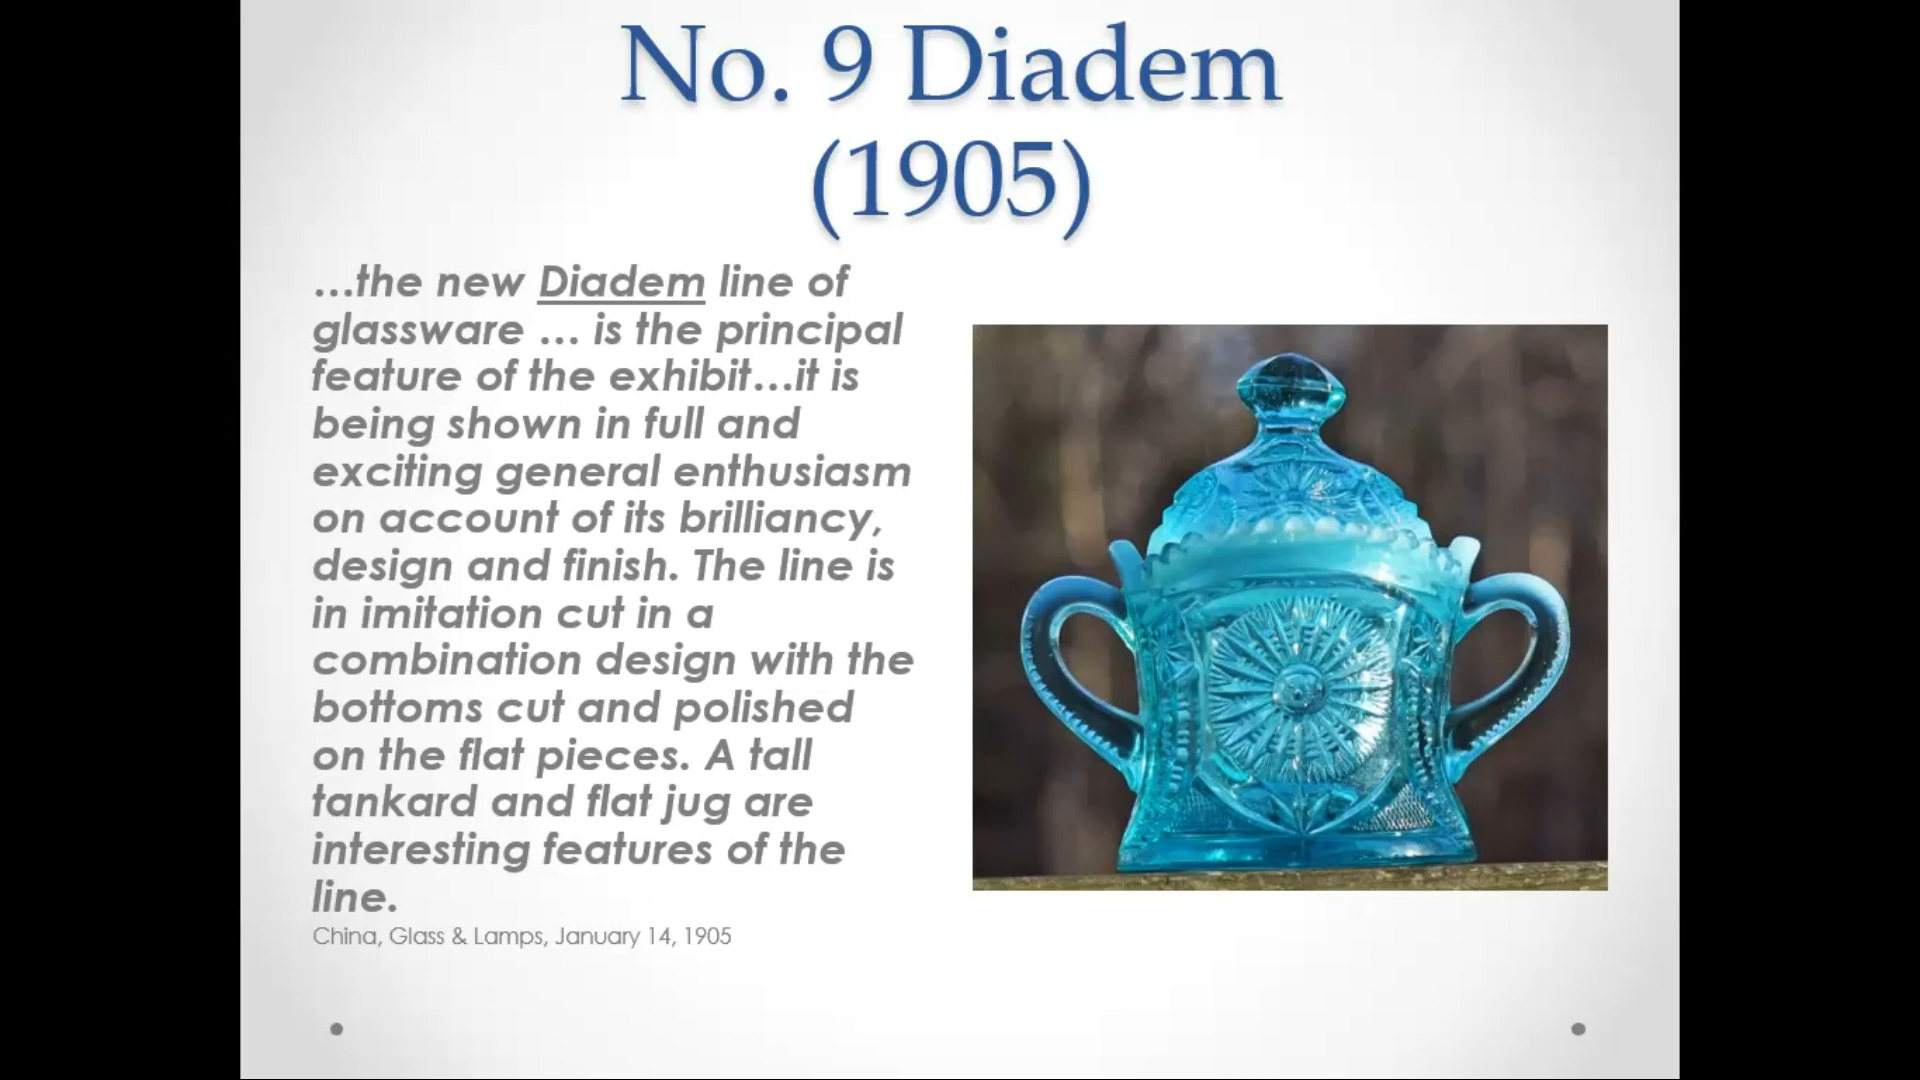 No. 9 Diadem
(1905)
…the new Diadem line of
glassware … is the principal
feature of the exhibit…it is
being shown in full and
exciting general enthusiasm
on account of its brilliancy,
design and finish. The line is
in imitation cut in a
combination design with the
bottoms cut and polished
on the flat pieces. A tall
tankard and flat jug are
interesting features of the
line.
China, Glass & Lamps, January 14, 1905